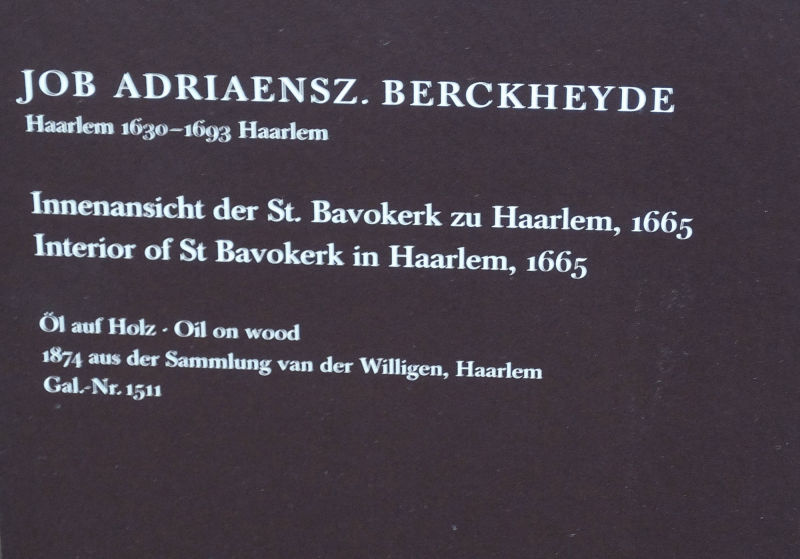 JOB ADRIAENSZ. BERCKHEYDE
Haarlem 1630–1693 Haarlem
Innenansicht der St. Bavokerk zu Haarlem, 1665
Interior of St Bavokerk in Haarlem, 1665
Öl auf Holz · Oil on wood
1874 aus der Sammlung van der Willigen, Haarlem
Gal.-Nr. 1511